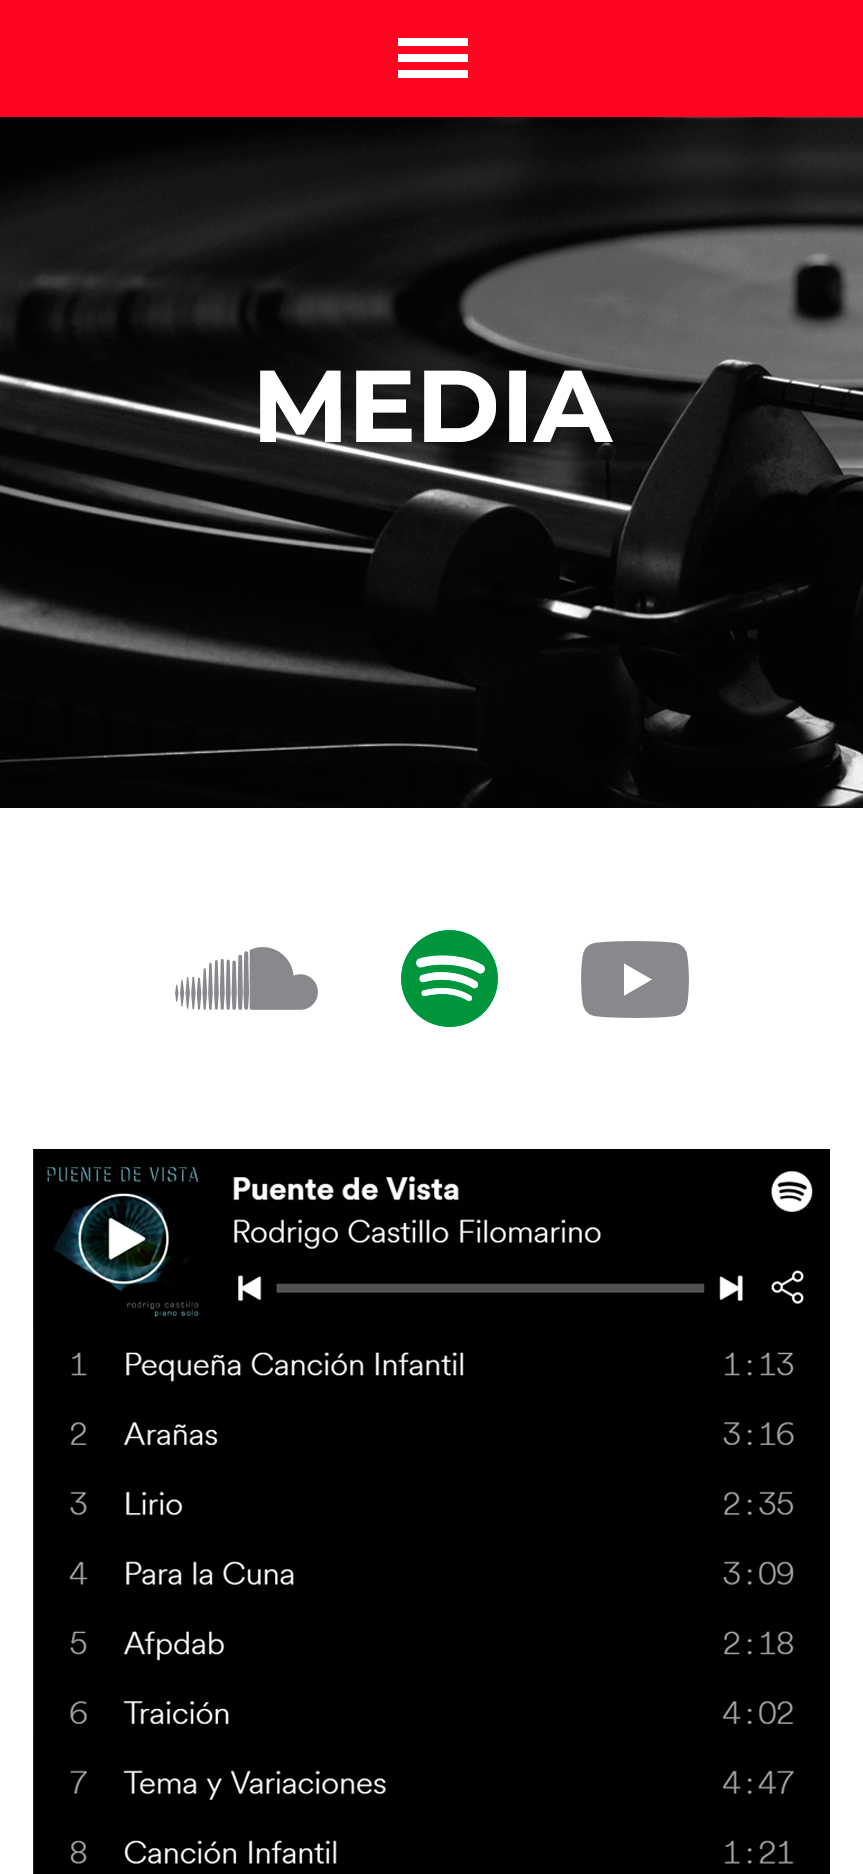 MEDIA
PUENTE DE VISTA
rodrigo castillo
piano solo
Puente de Vista
Rodrigo Castillo Filomarino
1 Pequeña Canción Infantil 1:13
2 Arañas 3:16
3 Lirio 2:35
4 Para la Cuna 3:09
5 Afpdab 2:18
6 Traición 4:02
7 Tema y Variaciones 4:47
8 Canción Infantil 1:21